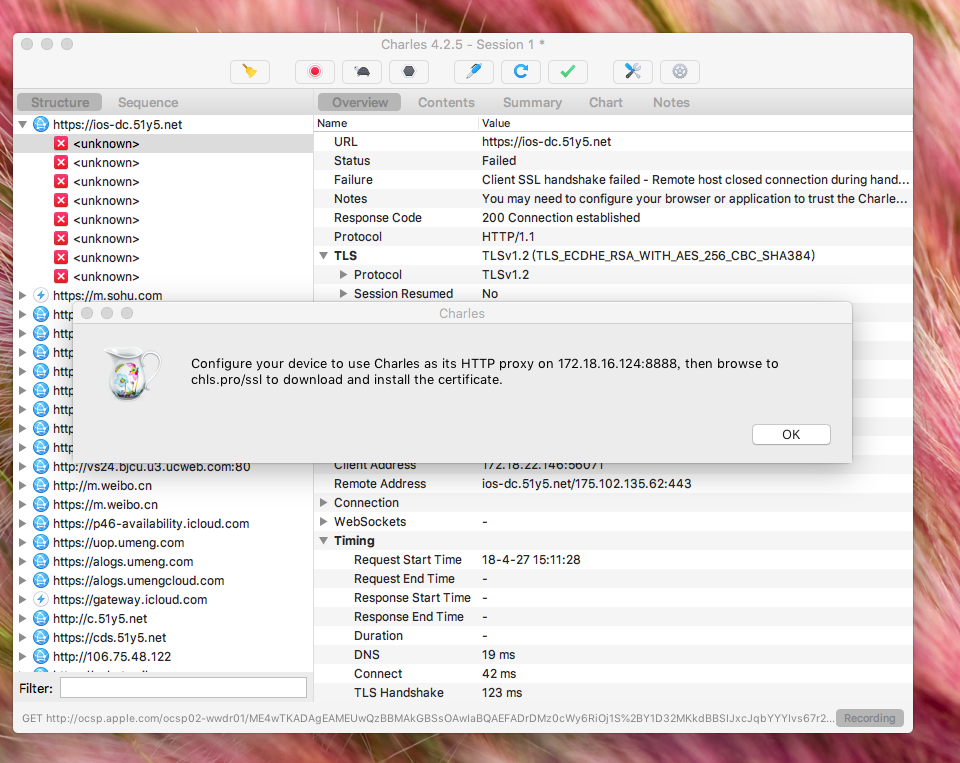 Charles 4.2.5 - Session 1 *
Structure
Sequence
Overview
Contents
Summary
Chart
Notes
https://ios-dc.51y5.net
<unknown>
<unknown>
<unknown>
<unknown>
<unknown>
<unknown>
<unknown>
<unknown>
https://m.sohu.com
http
http
http
http
http
http
http
http
http://vs24.bjcu.u3.ucweb.com:80
http://m.weibo.cn
https://m.weibo.cn
https://p46-availability.icloud.com
https://uop.umeng.com
https://alogs.umeng.com
https://alogs.umengcloud.com
https://gateway.icloud.com
http://c.51y5.net
https://cds.51y5.net
http://106.75.48.122
Filter:
Name Value
URL https://ios-dc.51y5.net
Status Failed
Failure Client SSL handshake failed - Remote host closed connection during hand...
Notes You may need to configure your browser or application to trust the Charle...
Response Code 200 Connection established
Protocol HTTP/1.1
TLS TLSv1.2 (TLS_ECDHE_RSA_WITH_AES_256_CBC_SHA384)
Protocol TLSv1.2
Session Resumed No
Charles
Configure your device to use Charles as its HTTP proxy on 172.18.16.124:8888, then browse to
chls.pro/ssl to download and install the certificate.
OK
Client Address 172.18.22.146:56071
Remote Address ios-dc.51y5.net/175.102.135.62:443
Connection
WebSockets -
Timing
Request Start Time 18-4-27 15:11:28
Request End Time -
Response Start Time -
Response End Time -
Duration -
DNS 19 ms
Connect 42 ms
TLS Handshake 123 ms
GET http://ocsp.apple.com/ocsp02-wwdr01/ME4wTKADAgEAMEUwQzBBMAkGBSsOAwIaBQAEFADrDMz0cWy6RiOj1S%2BY1D32MKkdBBSIJxcJqbYYYIvs67r2...
Recording